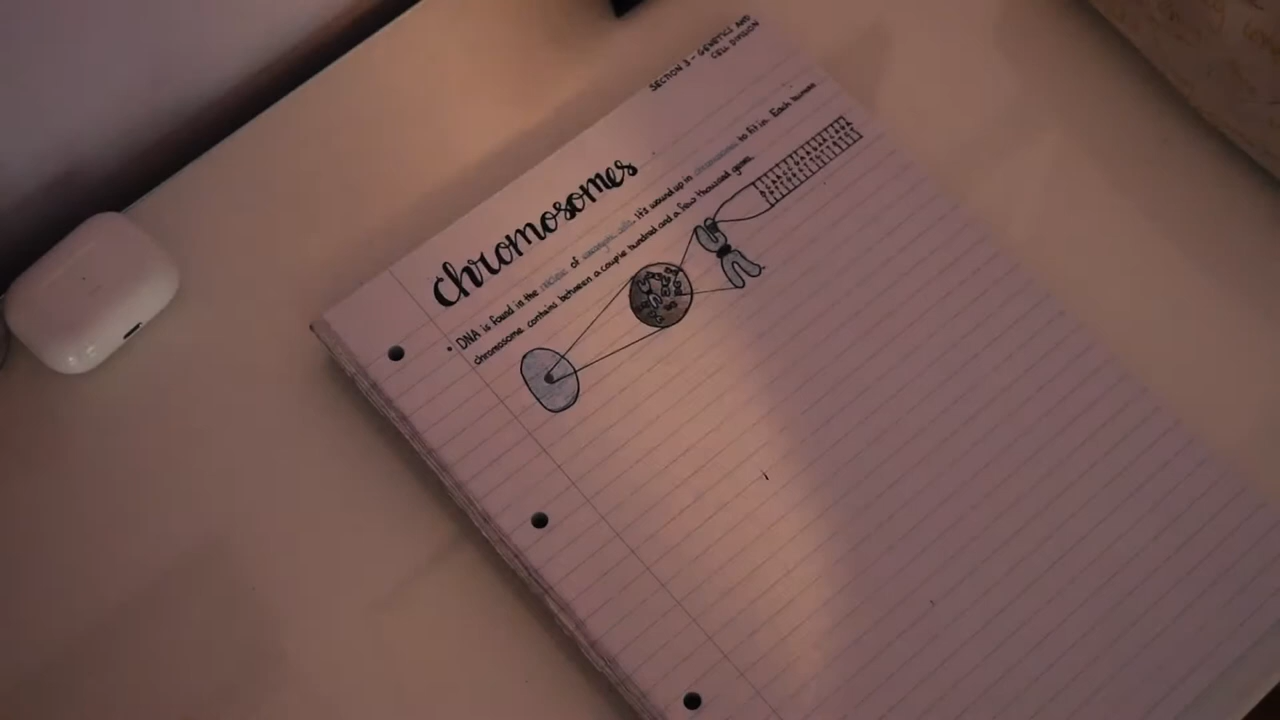 SECTION 3 - GENETICS AND
CELL DIVISION
chromosomes
• DNA is found in the nucleus of eukaryotic cells. It's wound up in chromosomes to fit in. Each human
chromosome contains between a couple hundred and a few thousand genes.